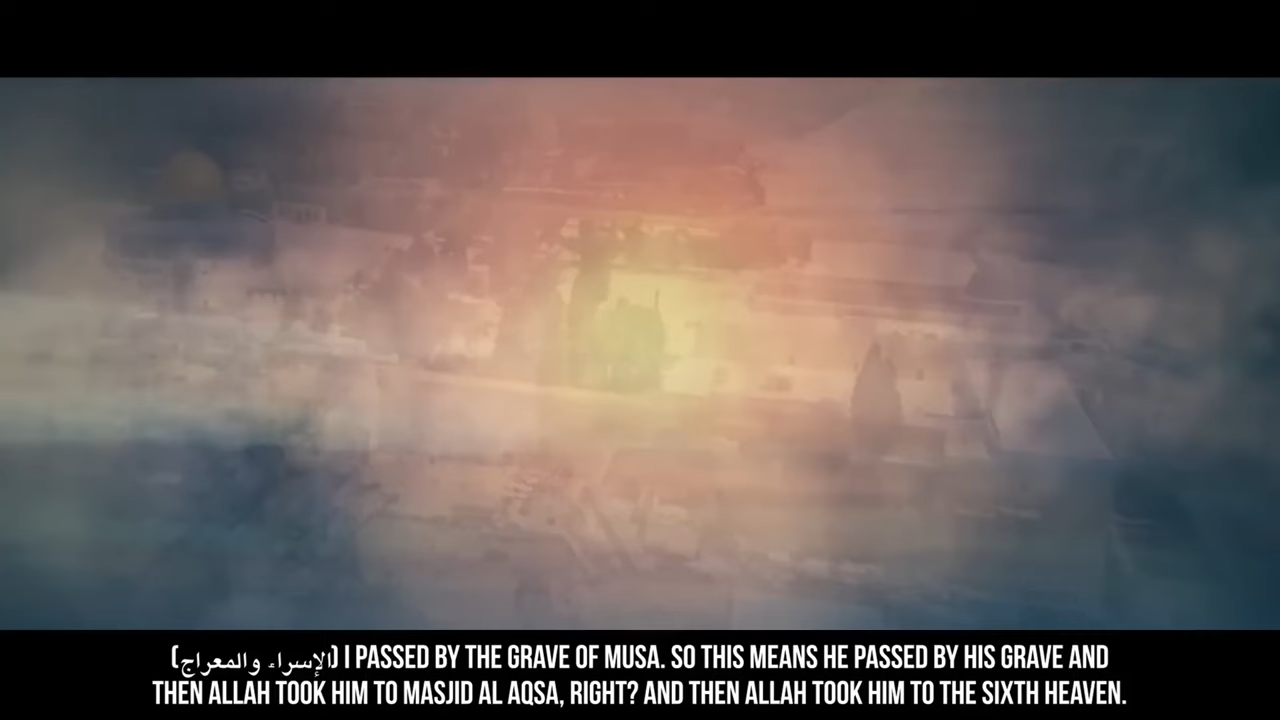 (الإسراء والمعراج) I PASSED BY THE GRAVE OF MUSA. SO THIS MEANS HE PASSED BY HIS GRAVE AND
THEN ALLAH TOOK HIM TO MASJID AL AQSA, RIGHT? AND THEN ALLAH TOOK HIM TO THE SIXTH HEAVEN.